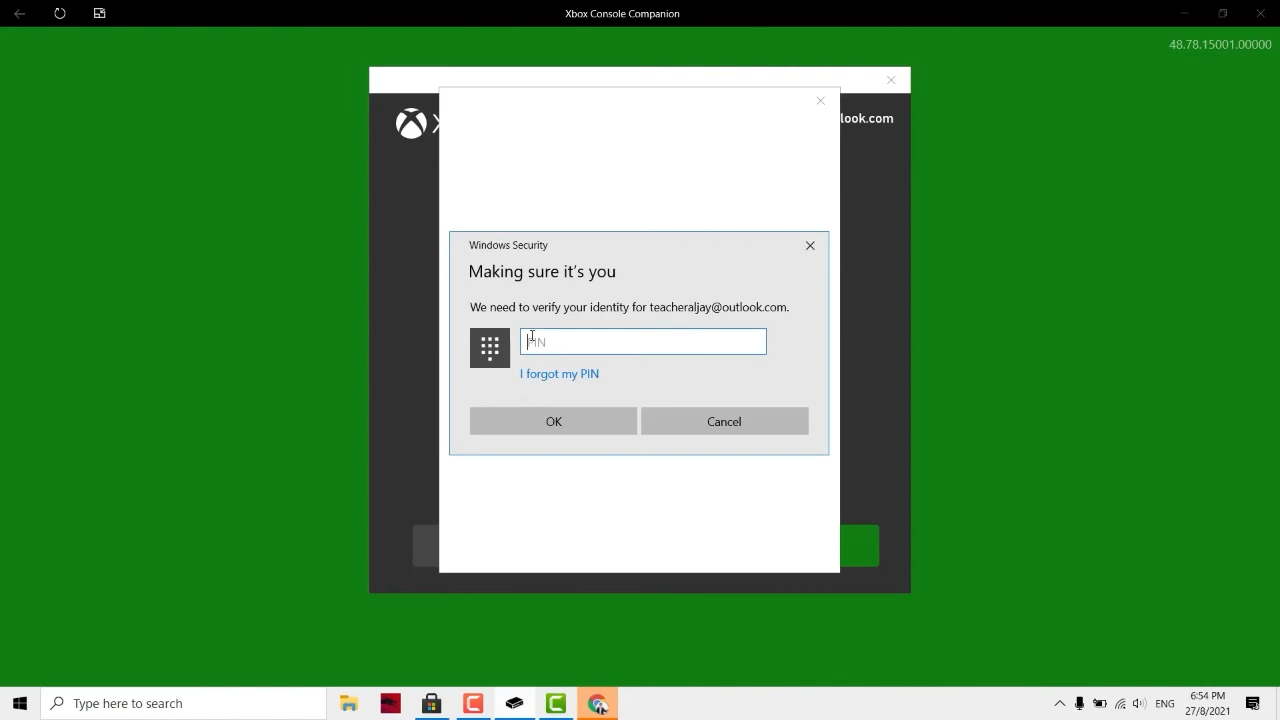 Xbox Console Companion
48.78.15001.00000
look.com
Windows Security
Making sure it's you
We need to verify your identity for teacheraljay@outlook.com.
PIN
I forgot my PIN
OK
Cancel
Type here to search
ENG
6:54 PM
27/8/2021